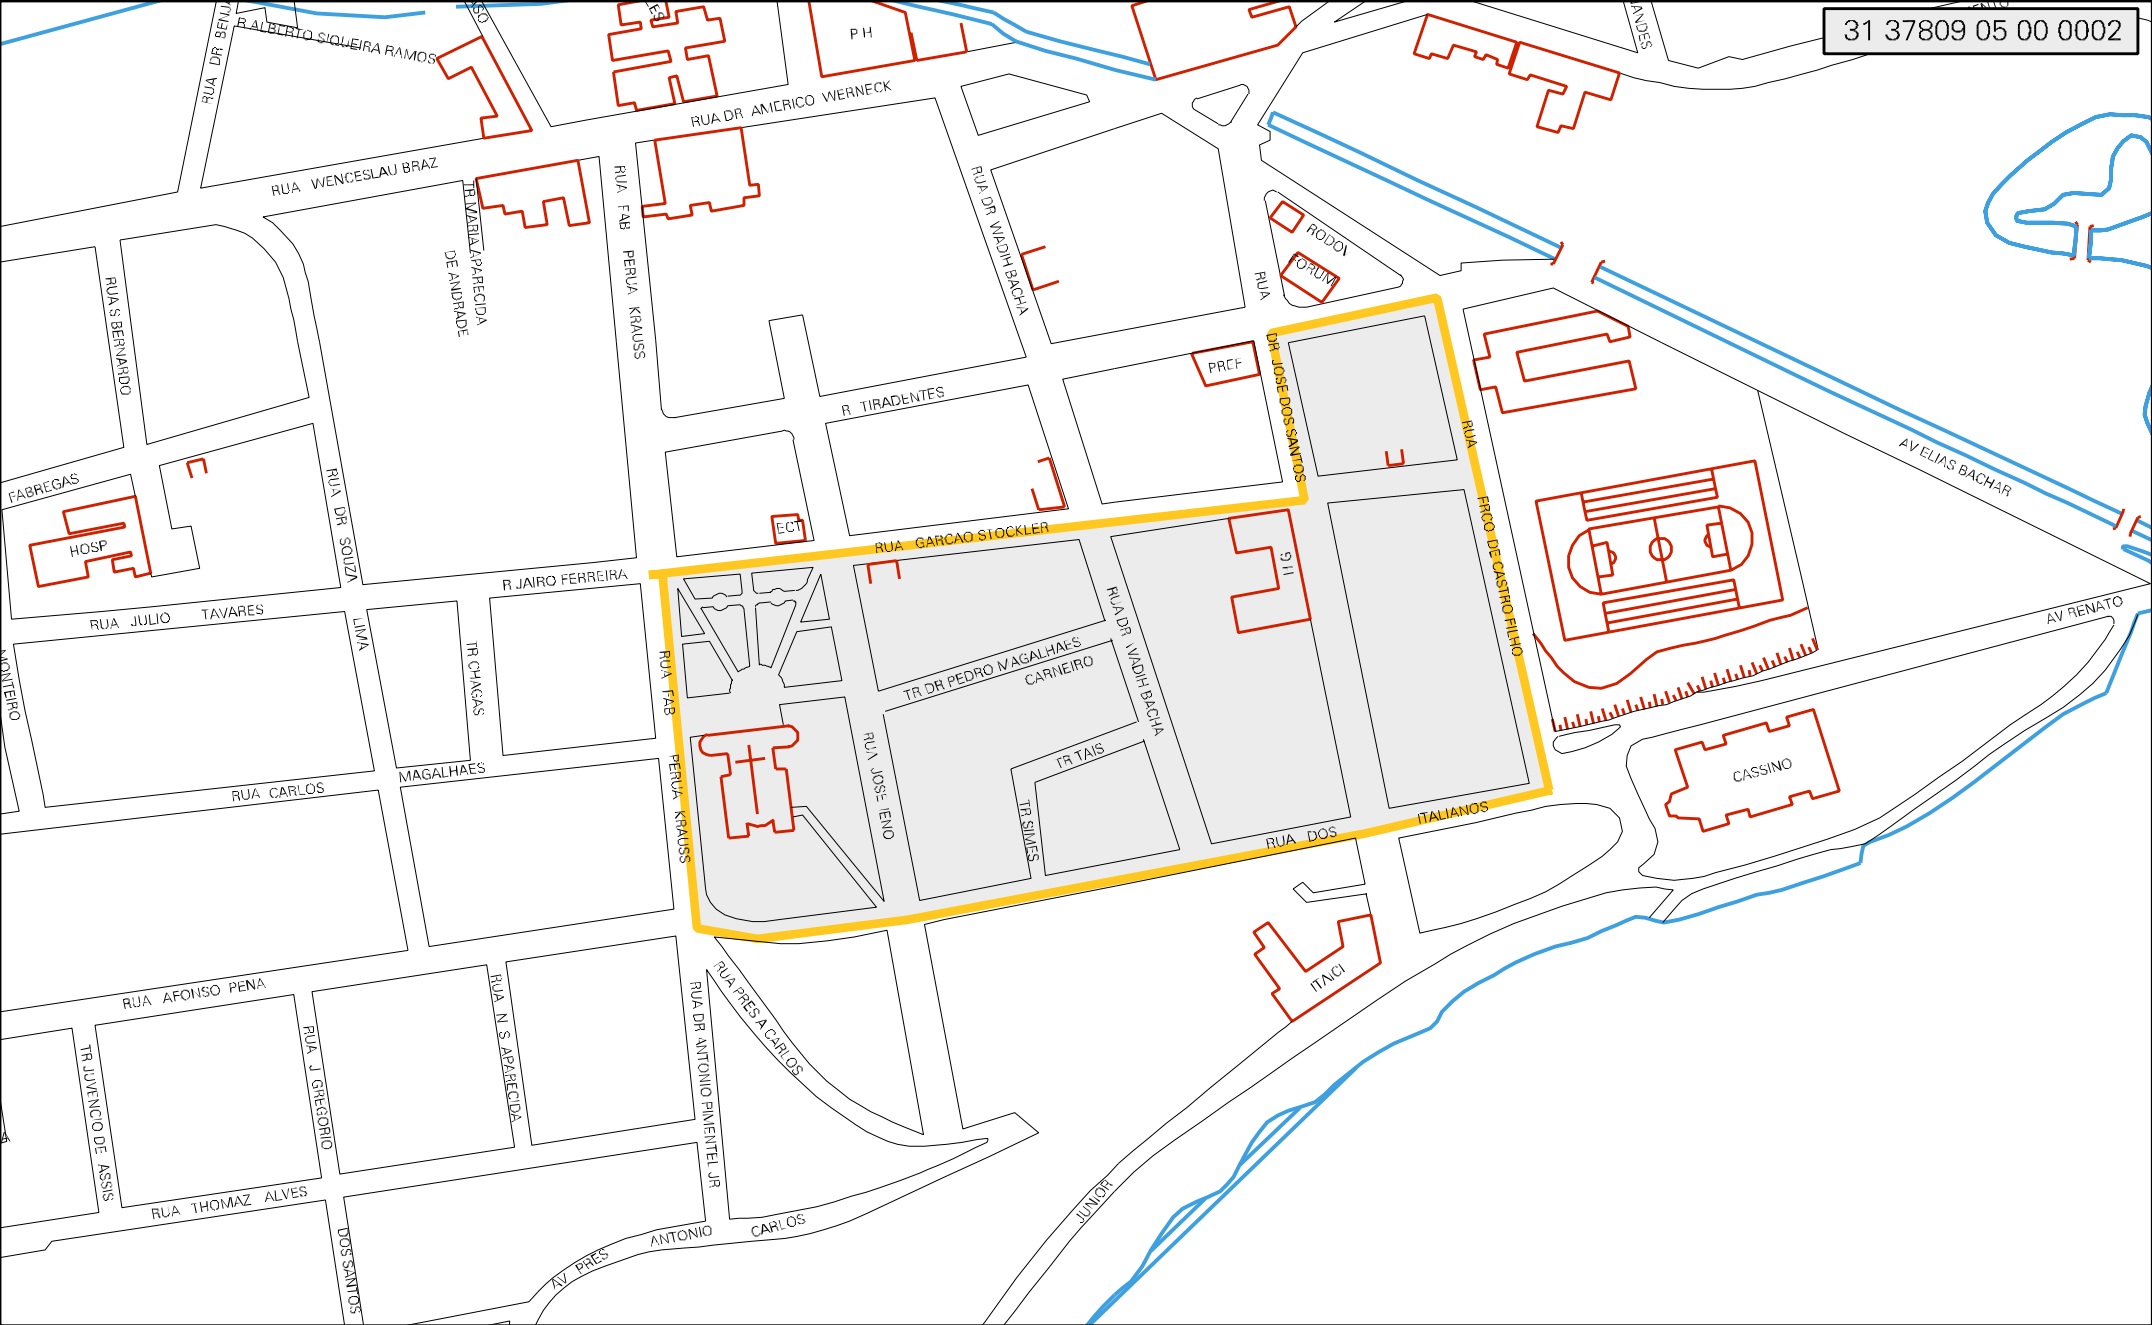 31 37809 05 00 0002
R ALBERTO SIQUEIRA RAMOS
RUA DR BENJA
P H
RUA DR AMERICO WERNECK
RUA WENCESLAU BRAZ
TR MARIA APARECIDA
DE ANDRADE
RUA FAB PERUA KRAUSS
RUA DR WADIH BACHA
RODOV
FORUM
RUA
DR JOSE DOS SANTOS
PREF
RUA S BERNARDO
R TIRADENTES
RUA
FRCO DE CASTRO FILHO
AV ELIAS BACHAR
FABREGAS
HOSP
RUA DR SOUZA
LIMA
ECT
RUA GARCAO STOCKLER
R JAIRO FERREIRA
G H
RUA JULIO TAVARES
AV RENATO
MONTEIRO
TR CHAGAS
RUA FAB
PERUA KRAUSS
TR DR PEDRO MAGALHAES
CARNEIRO
RUA DR WADIH BACHA
RUA JOSE IENO
TR TAIS
TR SIMES
CASSINO
RUA CARLOS
MAGALHAES
RUA DOS
ITALIANOS
ITAICI
RUA AFONSO PENA
RUA N S APARECIDA
RUA DR ANTONIO PIMENTEL JR
RUA PRES A CARLOS
TR JUVENCIO DE ASSIS
RUA J GREGORIO
RUA THOMAZ ALVES
DOS SANTOS
AV PRES
ANTONIO
CARLOS
JUNIOR